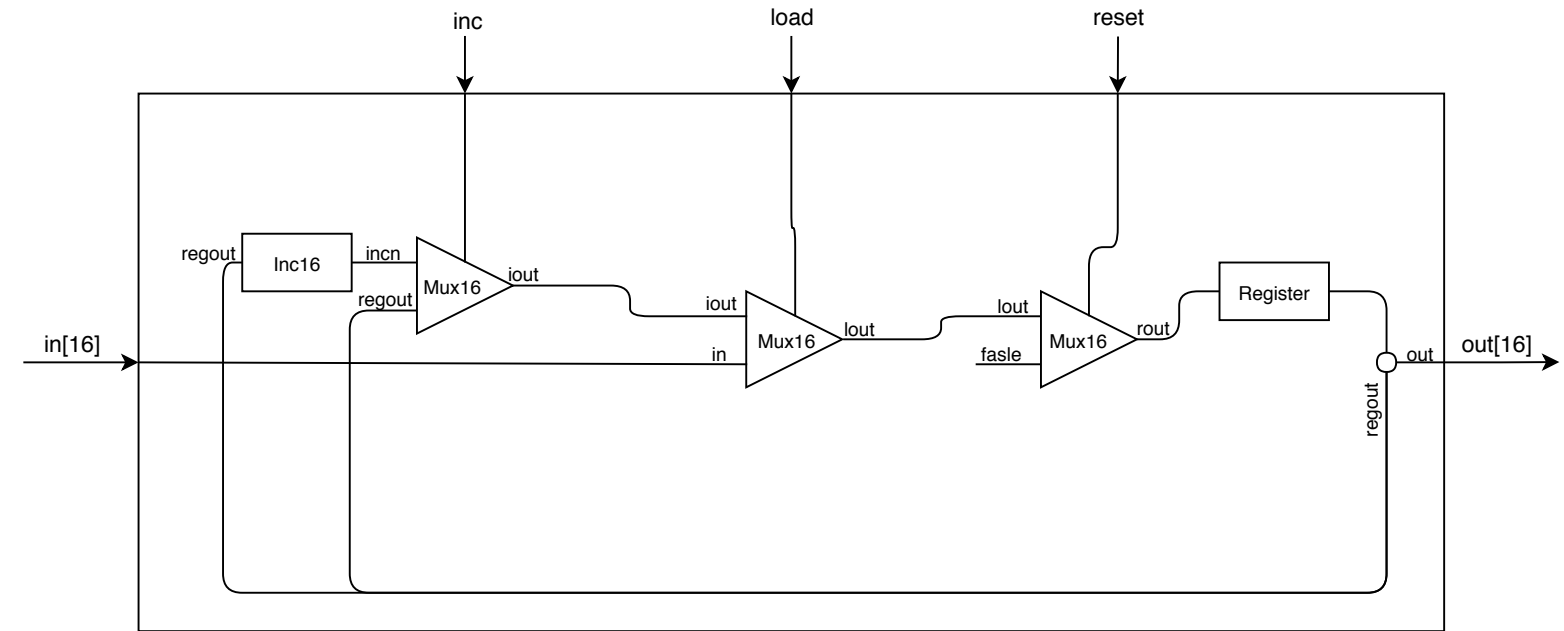 inc
load
reset
regout
Inc16
incn
Mux16
iout
regout
in[16]
iout
in
Mux16
lout
lout
fasle
Mux16
rout
Register
out
out[16]
regout